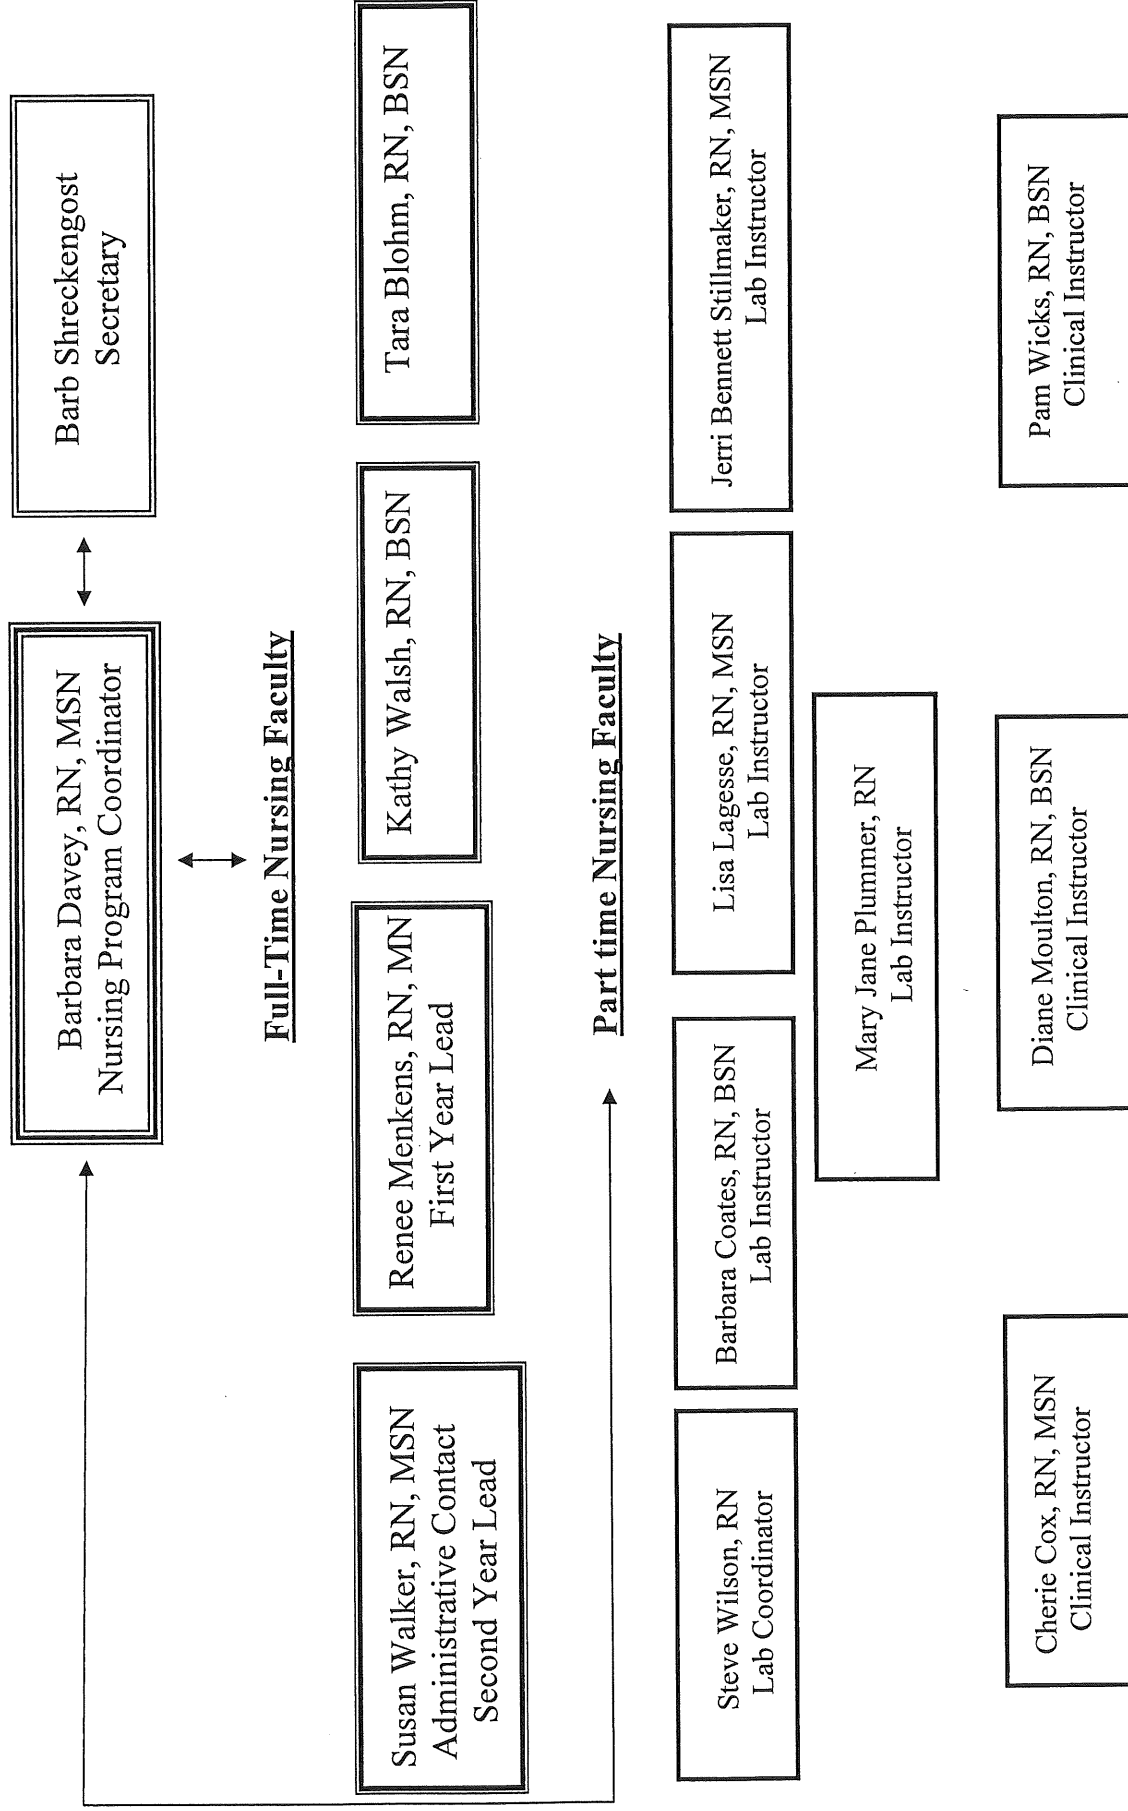 Barbara Davey, RN, MSN
Nursing Program Coordinator
Barb Shreckengost
Secretary
Full-Time Nursing Faculty
Susan Walker, RN, MSN
Administrative Contact
Second Year Lead
Renee Menkens, RN, MN
First Year Lead
Kathy Walsh, RN, BSN
Tara Blohm, RN, BSN
Part time Nursing Faculty
Steve Wilson, RN
Lab Coordinator
Barbara Coates, RN, BSN
Lab Instructor
Lisa Lagesse, RN, MSN
Lab Instructor
Jerri Bennett Stillmaker, RN, MSN
Lab Instructor
Mary Jane Plummer, RN
Lab Instructor
Cherie Cox, RN, MSN
Clinical Instructor
Diane Moulton, RN, BSN
Clinical Instructor
Pam Wicks, RN, BSN
Clinical Instructor